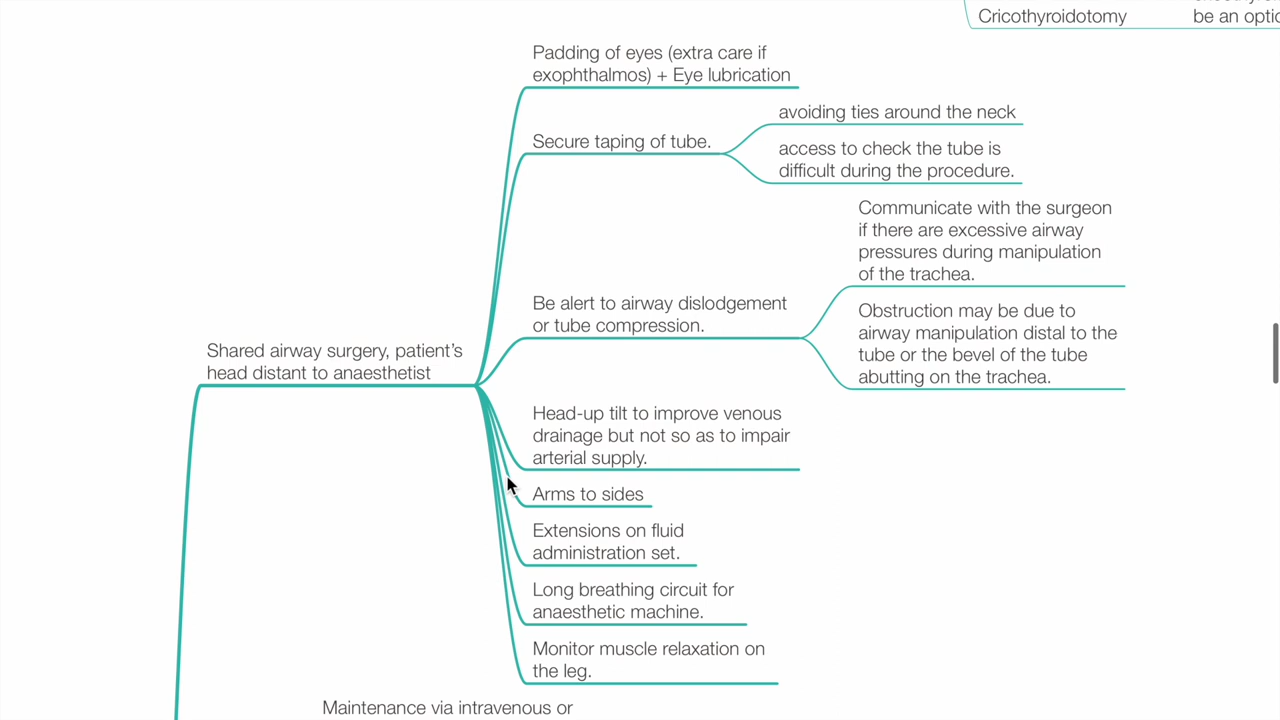 Cricothyroidotomy
be an
Padding of eyes (extra care if
exophthalmos) + Eye lubrication
Secure taping of tube.
avoiding ties around the neck
access to check the tube is
difficult during the procedure.
Be alert to airway dislodgement
or tube compression.
Communicate with the surgeon
if there are excessive airway
pressures during manipulation
of the trachea.
Obstruction may be due to
airway manipulation distal to the
tube or the bevel of the tube
abutting on the trachea.
Shared airway surgery, patient’s
head distant to anaesthetist
Head-up tilt to improve venous
drainage but not so as to impair
arterial supply.
Arms to sides
Extensions on fluid
administration set.
Long breathing circuit for
anaesthetic machine.
Monitor muscle relaxation on
the leg.
Maintenance via intravenous or